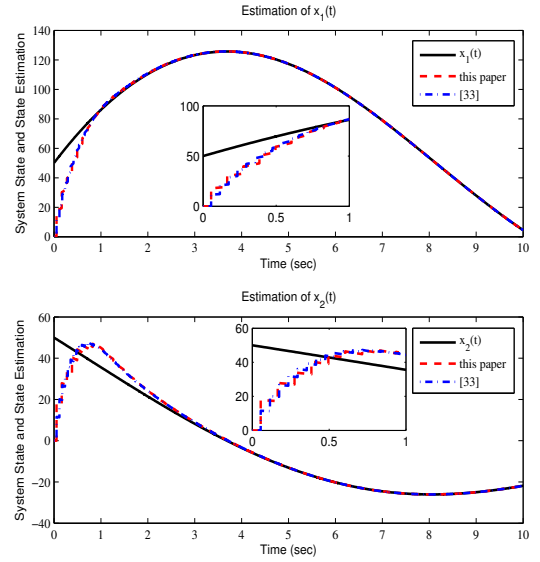 Estimation of x1(t)
System State and State Estimation
140
120
100
80
60
40
20
0
0 1 2 3 4 5 6 7 8 9 10
Time (sec)
x1(t)
this paper
[33]
100
50
0
0 0.5 1
Estimation of x2(t)
System State and State Estimation
60
40
20
0
−20
−40
0 1 2 3 4 5 6 7 8 9 10
Time (sec)
x2(t)
this paper
[33]
60
40
20
0
0 0.5 1